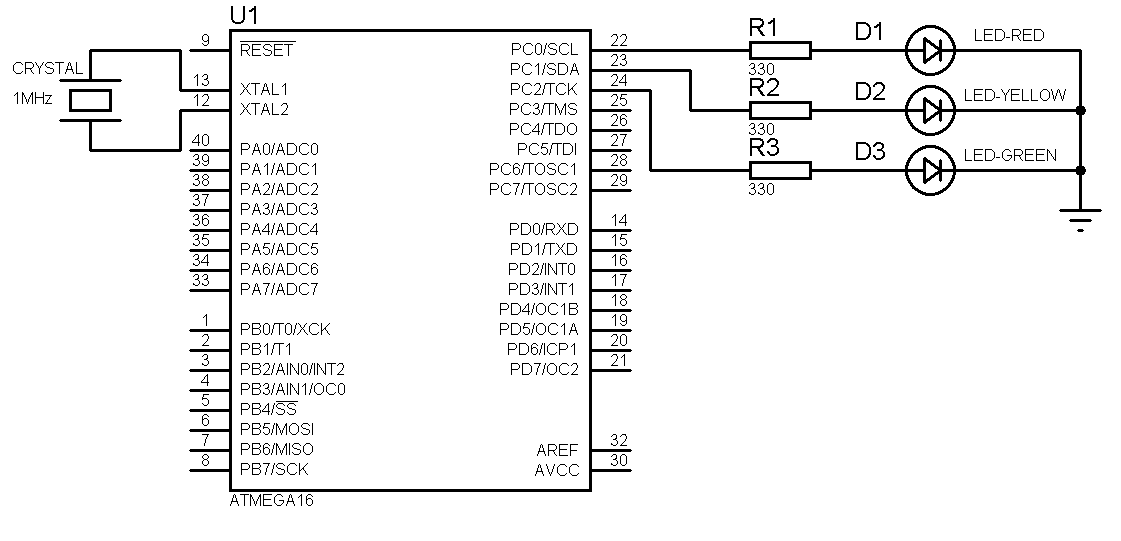 U1
CRYSTAL
1MHz
9 RESET
13 XTAL1
12 XTAL2
40 PA0/ADC0
39 PA1/ADC1
38 PA2/ADC2
37 PA3/ADC3
36 PA4/ADC4
35 PA5/ADC5
34 PA6/ADC6
33 PA7/ADC7
1 PB0/T0/XCK
2 PB1/T1
3 PB2/AIN0/INT2
4 PB3/AIN1/OC0
5 PB4/SS
6 PB5/MOSI
7 PB6/MISO
8 PB7/SCK
PC0/SCL 22
PC1/SDA 23
PC2/TCK 24
PC3/TMS 25
PC4/TDO 26
PC5/TDI 27
PC6/TOSC1 28
PC7/TOSC2 29
PD0/RXD 14
PD1/TXD 15
PD2/INT0 16
PD3/INT1 17
PD4/OC1B 18
PD5/OC1A 19
PD6/ICP1 20
PD7/OC2 21
AREF 32
AVCC 30
ATMEGA16
R1 D1 LED-RED
330
R2 D2 LED-YELLOW
330
R3 D3 LED-GREEN
330